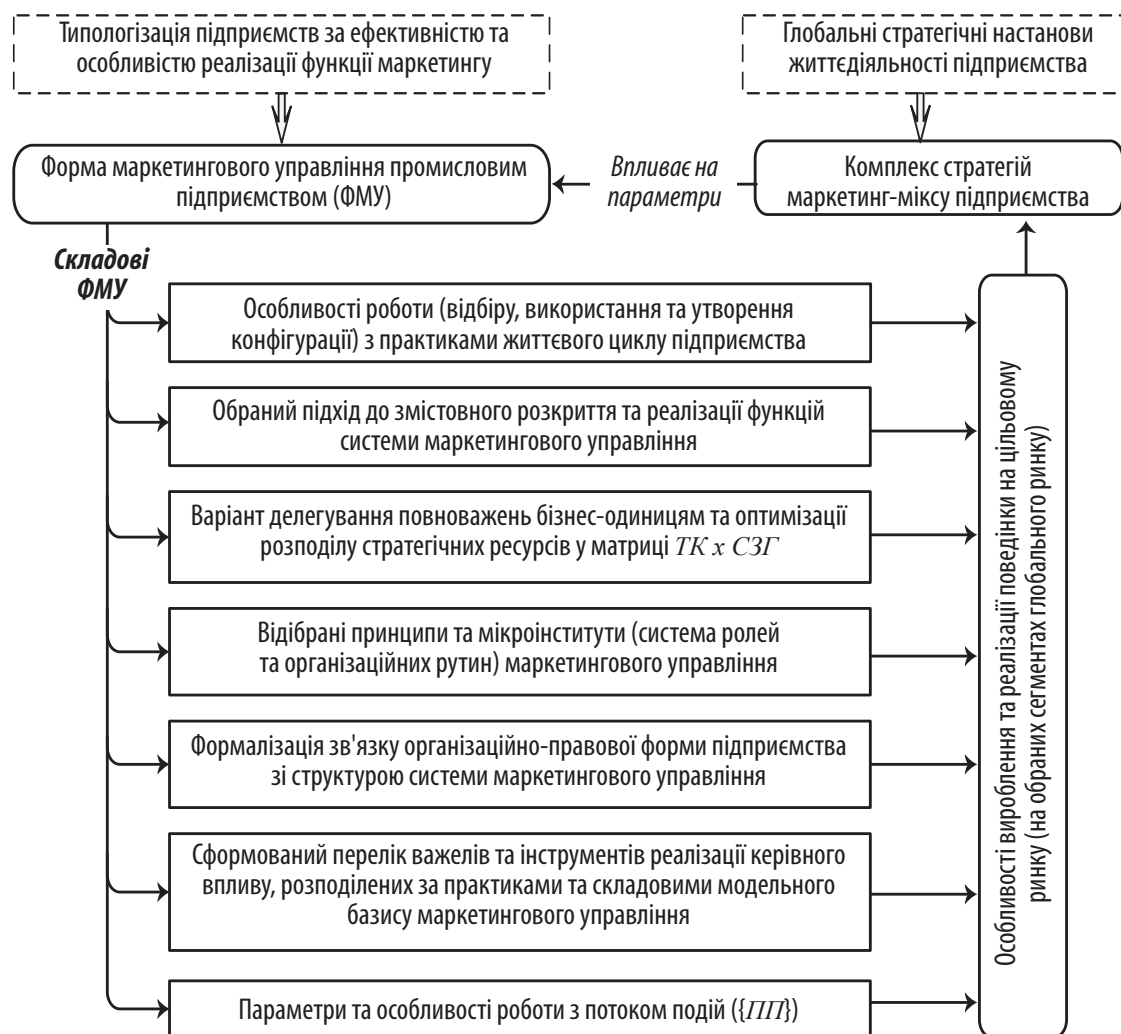 Типологізація підприємств за ефективністю та
особливістю реалізації функції маркетингу
Глобальні стратегічні настанови
життєдіяльності підприємства
Форма маркетингового управління промисловим
підприємством (ФМУ)
Впливає на
параметри
Комплекс стратегій
маркетинг-міксу підприємства
Складові
ФМУ
Особливості роботи (відбіру, використання та утворення
конфігурації) з практиками життєвого циклу підприємства
Обраний підхід до змістовного розкриття та реалізації функцій
системи маркетингового управління
Варіант делегування повноважень бізнес-одиницям та оптимізації
розподілу стратегічних ресурсів у матриці ТК х СЗГ
Відібрані принципи та мікроінститути (система ролей
та організаційних рутин) маркетингового управління
Формалізація зв'язку організаційно-правової форми підприємства
зі структурою системи маркетингового управління
Сформований перелік важелів та інструментів реалізації керівного
впливу, розподілених за практиками та складовими модельного
базису маркетингового управління
Параметри та особливості роботи з потоком подій ({ПП})
Особливості вироблення та реалізації поведінки на цільовому
ринку (на обраних сегментах глобального ринку)